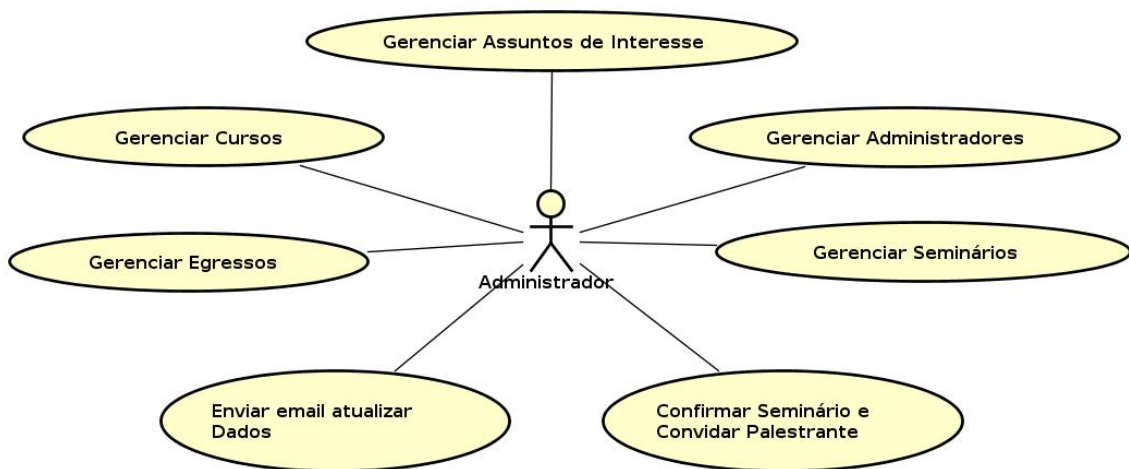 Gerenciar Assuntos de Interesse
Gerenciar Cursos
Gerenciar Administradores
Gerenciar Egressos
Gerenciar Seminários
Administrador
Enviar email atualizar
Dados
Confirmar Seminário e
Convidar Palestrante